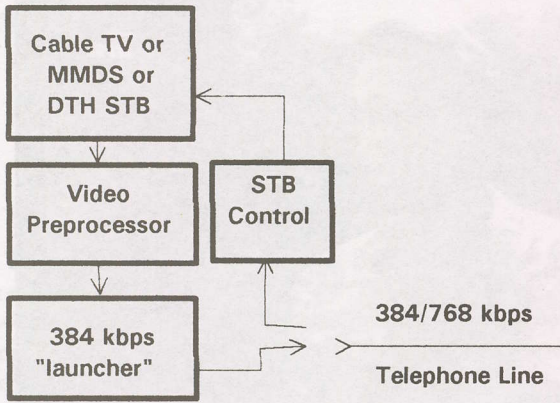 Cable TV or
MMDS or
DTH STB
Video
Preprocessor
STB
Control
384 kbps
"launcher"
384/768 kbps
Telephone Line